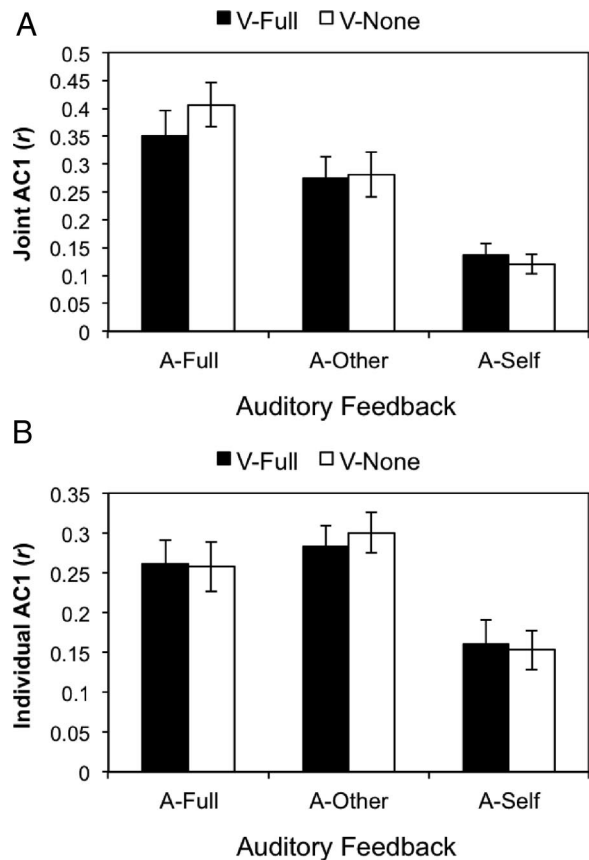 A
V-Full V-None
0.5
0.45
0.4
0.35
0.3
0.25
0.2
0.15
0.1
0.05
0
Joint AC1 (r)
A-Full A-Other A-Self
Auditory Feedback
B
V-Full V-None
0.35
0.3
0.25
0.2
0.15
0.1
0.05
0
Individual AC1 (r)
A-Full A-Other A-Self
Auditory Feedback